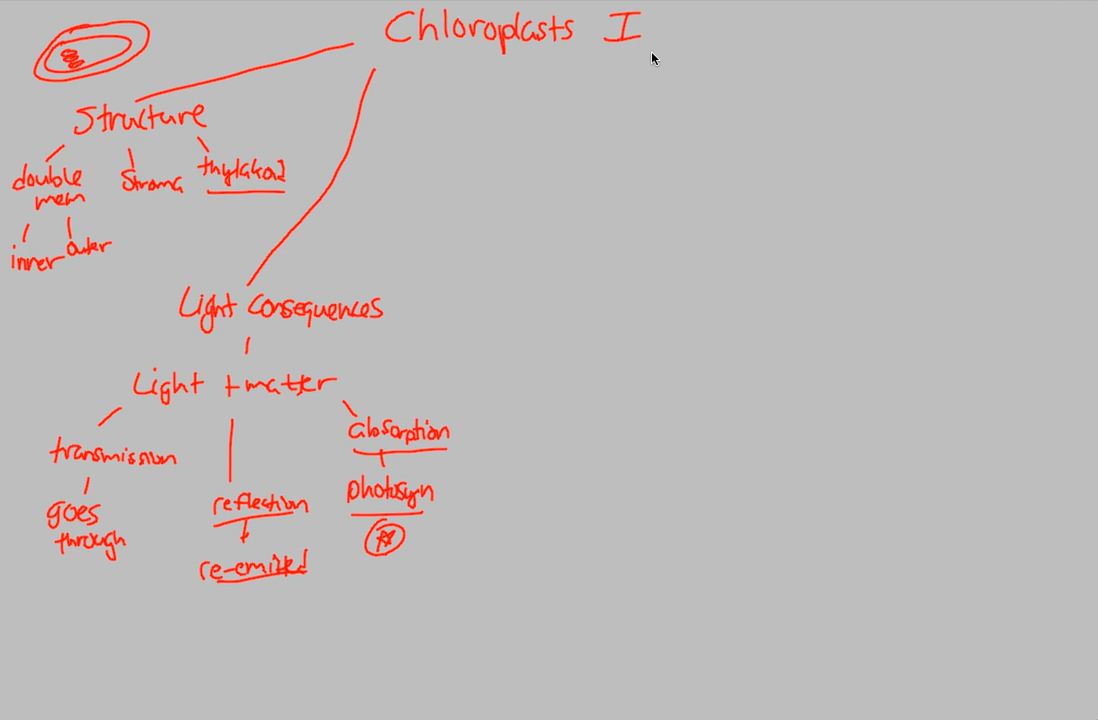 Chloroplasts I
Structure
double
mem
Stroma
thylakoid
inner
outer
Light Consequences
Light + matter
transmission
goes
through
reflection
re-emitted
absorption
photosyn